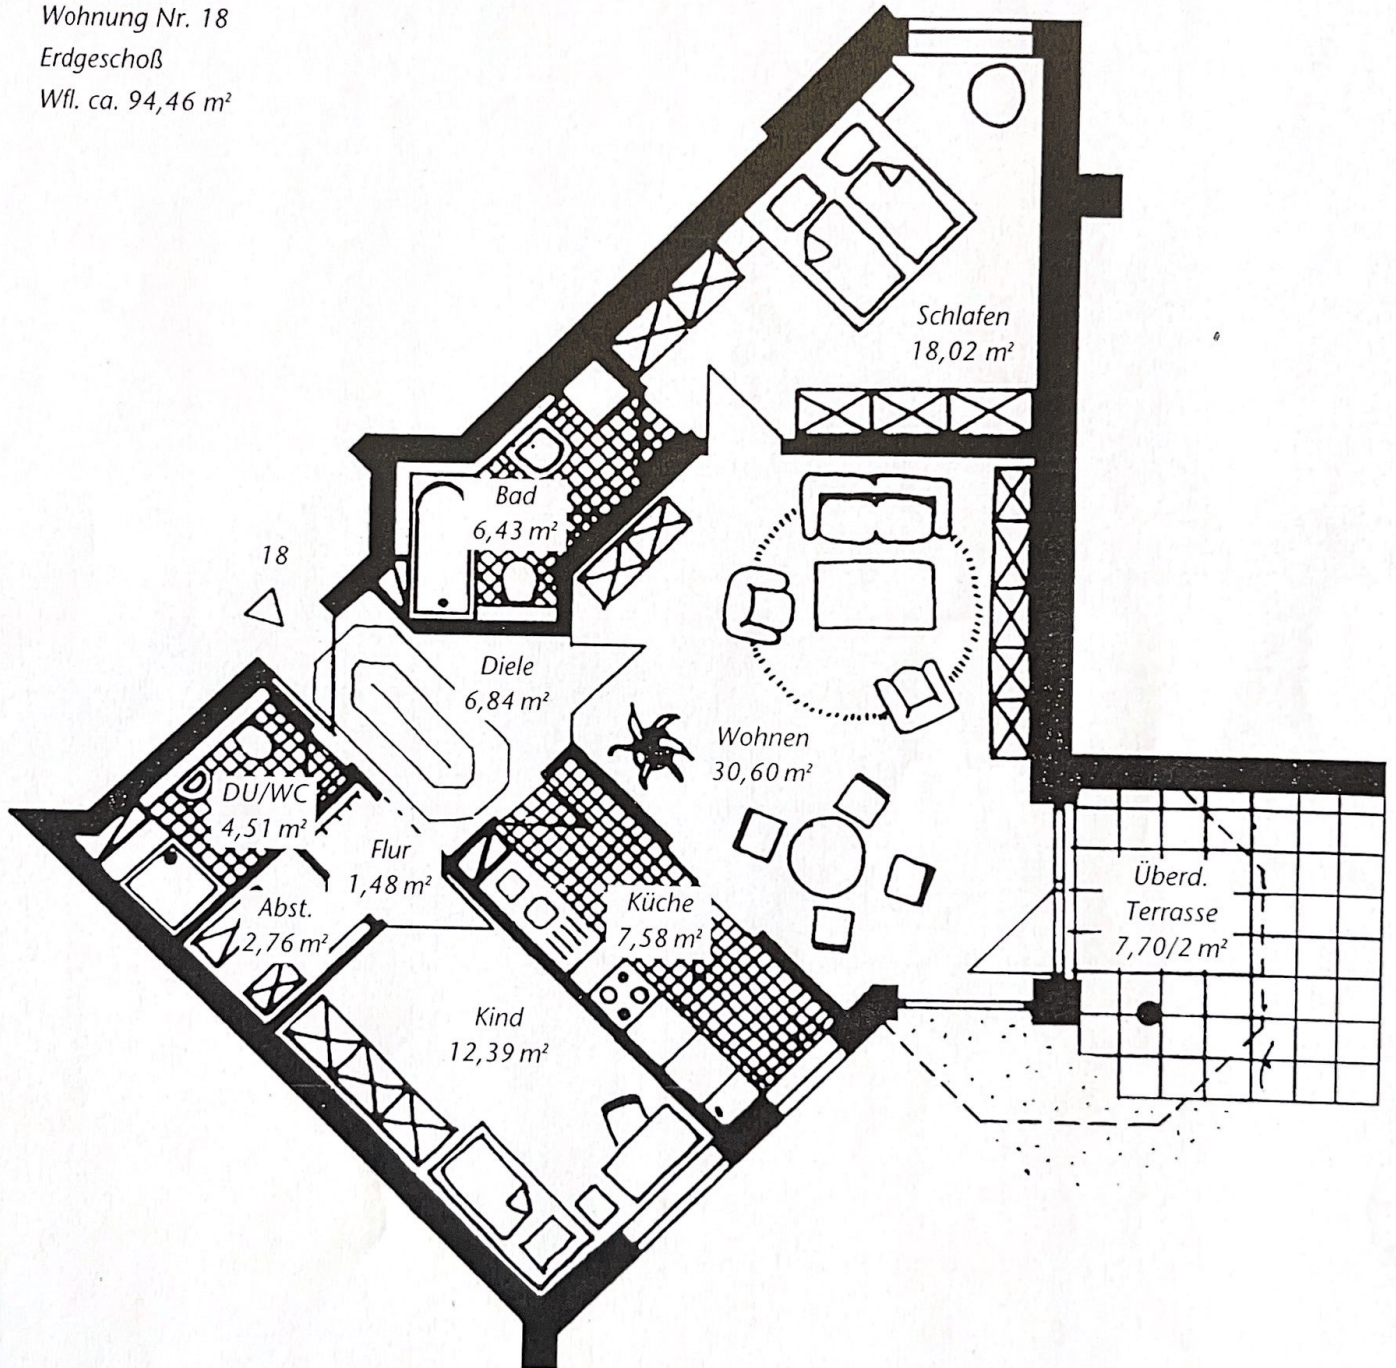 Wohnung Nr. 18
Erdgeschoß
Wfl. ca. 94,46 m²
Schlafen
18,02 m²
Bad
6,43 m²
18
Diele
6,84 m²
Wohnen
30,60 m²
DU/WC
4,51 m²
Flur
1,48 m²
Abst.
2,76 m²
Küche
7,58 m²
Überd.
Terrasse
7,70/2 m²
Kind
12,39 m²